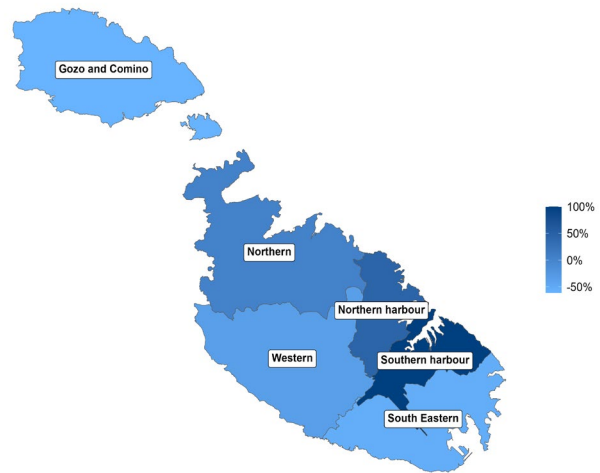 Gozo and Comino
Northern
Northern harbour
Western
Southern harbour
South Eastern
100%
50%
0%
-50%